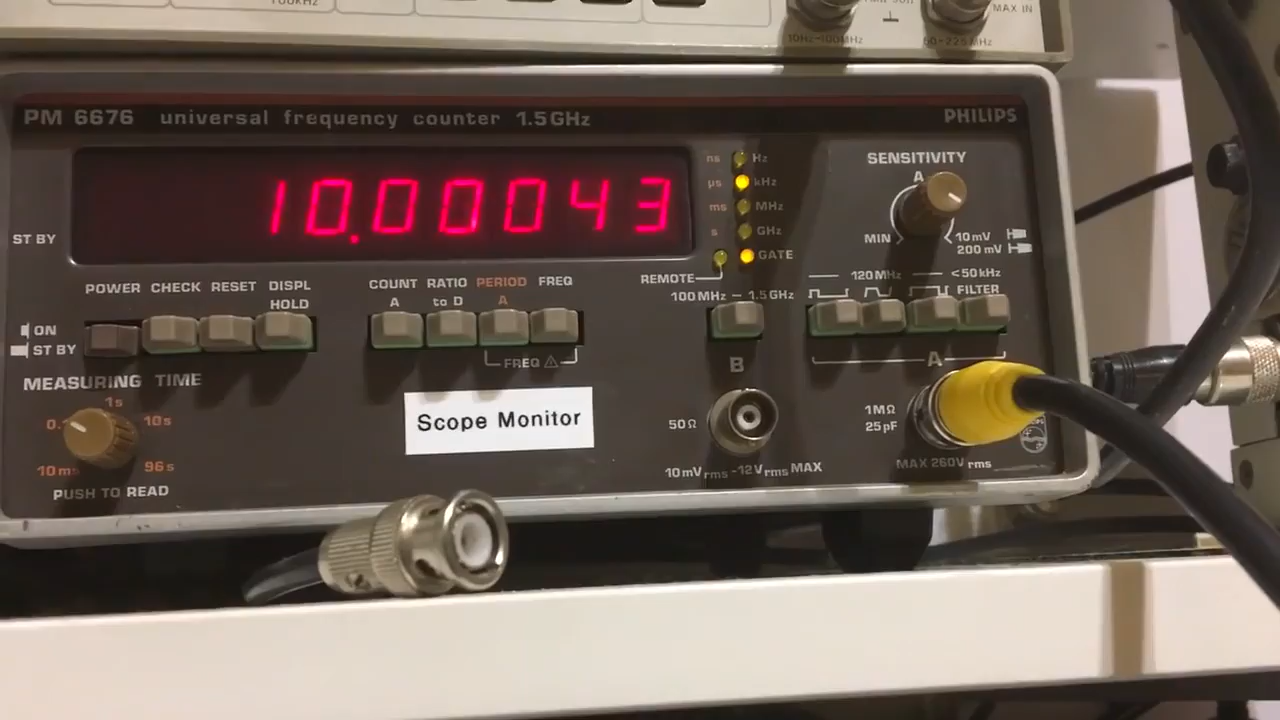 100kHz
MAX IN
10Hz-100MHz
50-225MHz
PM 6676 universal frequency counter 1.5GHz PHILIPS
10.00043
ns Hz
µs kHz
ms MHz
s GHz
GATE
REMOTE
ST BY
SENSITIVITY
A
MIN
10mV
200mV
POWER CHECK RESET DISPL HOLD
COUNT A RATIO to D PERIOD A FREQ
100MHz - 1.5GHz
120MHz <50kHz FILTER
ON
ST BY
FREQ
B
A
MEASURING TIME
1s
10s
10ms
96s
PUSH TO READ
Scope Monitor
50Ω
1MΩ
25pF
10mVrms-12Vrms MAX
MAX 260Vrms